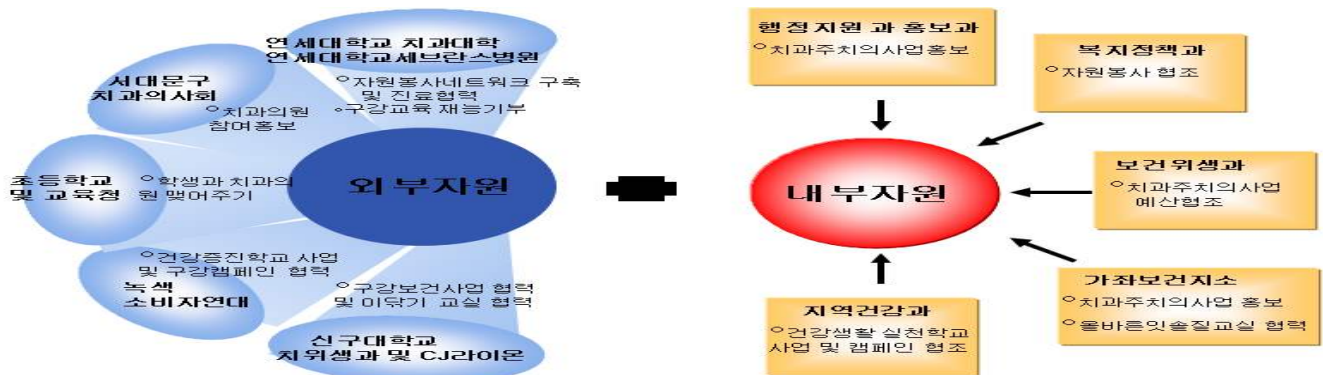 연세대학교 치과대학
연세대학교세브란스병원
○자원봉사네트워크 구축
및 진료협력
○구강교육 재능기부
서대문구
치과의사회
○치과의원
참여홍보
초등학교
및 교육청
○학생과 치과의
원 맺어주기
외부자원
○건강증진학교 사업
및 구강캠페인 협력
녹색
소비자연대
○구강보건사업 협력
및 이닦기 교실 협력
신구대학교
치위생과 및 CJ라이온
행정지원 과 홍보과
○치과주치의사업홍보
복지정책과
○자원봉사 협조
내부자원
보건위생과
○치과주치의사업
예산협조
지역건강과
○건강생활 실천학교
사업 및 캠페인 협조
가좌보건지소
○치과주치의사업 홍보
○올바른잇솔질교실 협력